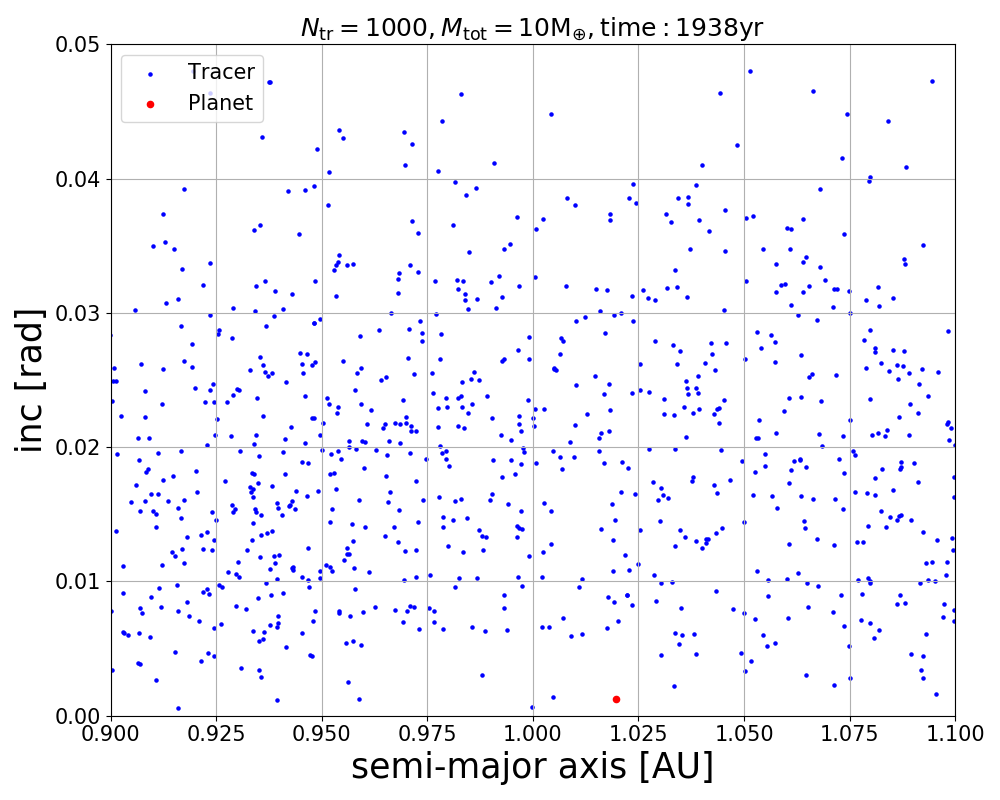 N_tr = 1000, M_tot = 10M_⊕, time : 1938yr
0.05
Tracer
Planet
0.04
0.03
inc [rad]
0.02
0.01
0.00
0.900 0.925 0.950 0.975 1.000 1.025 1.050 1.075 1.100
semi-major axis [AU]